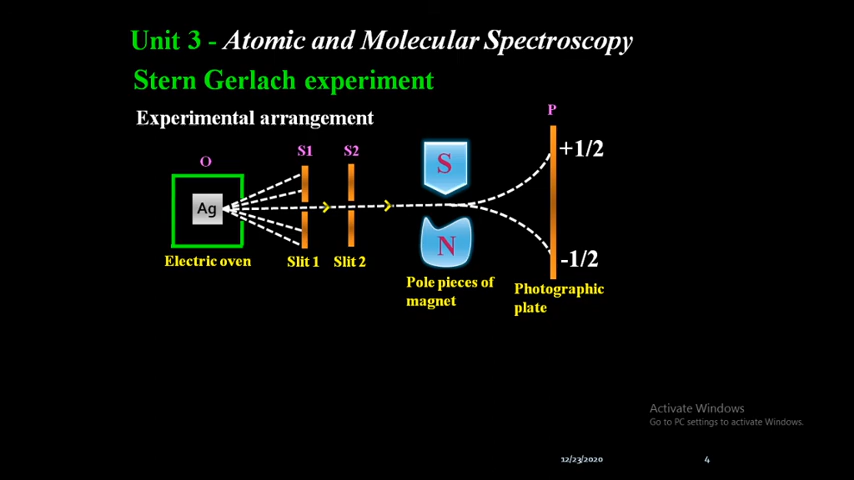 Unit 3 - Atomic and Molecular Spectroscopy
Stern Gerlach experiment
Experimental arrangement
P
O
S1
S2
S
+1/2
Ag
N
-1/2
Electric oven
Slit 1
Slit 2
Pole pieces of
magnet
Photographic
plate
Activate Windows
Go to PC settings to activate Windows.
12/23/2020
4